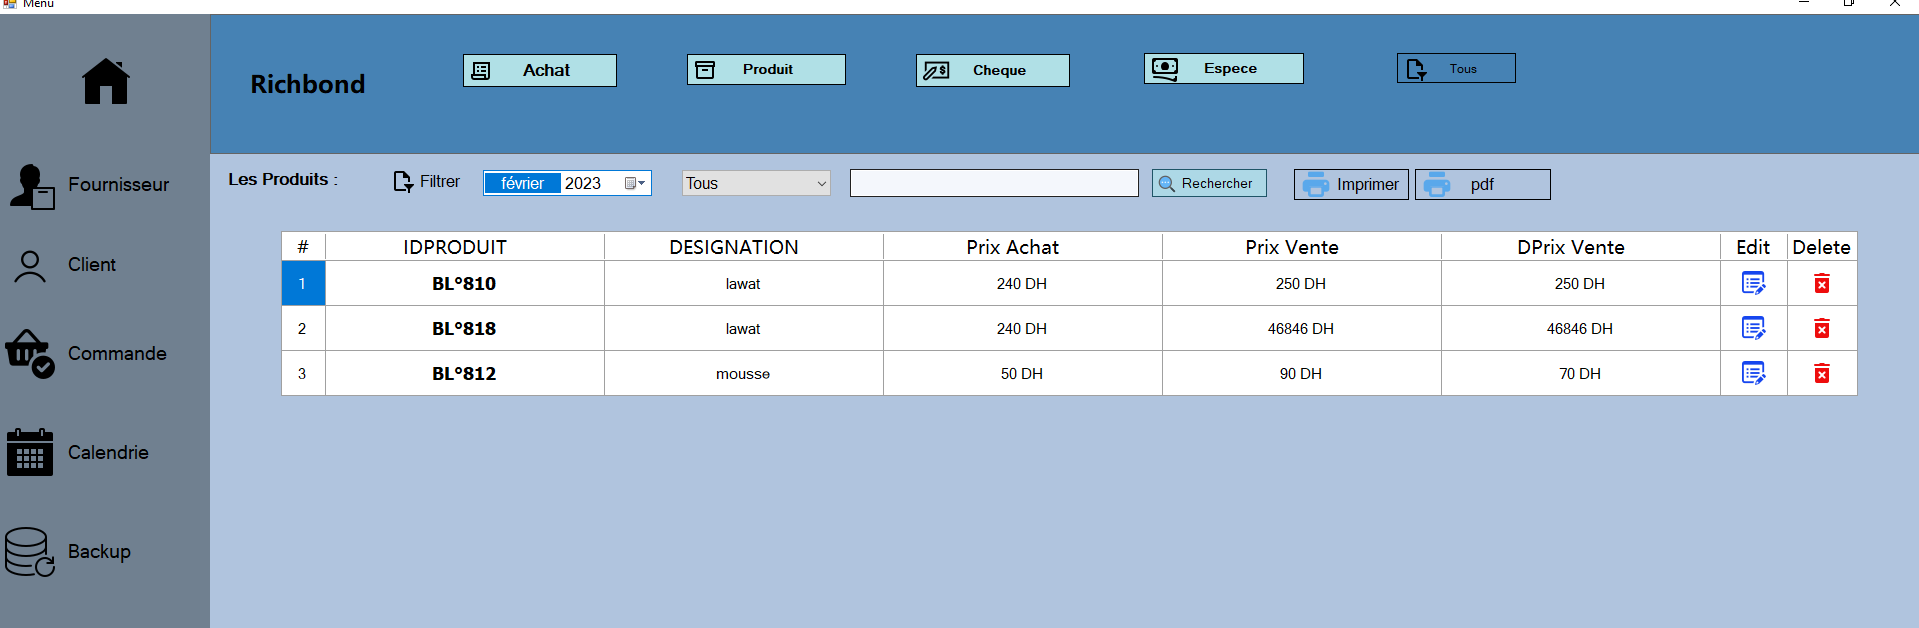 Menu
Richbond
Achat
Produit
Cheque
Espece
Tous
Fournisseur
Client
Commande
Calendrie
Backup
Les Produits :
Filtrer
février 2023
Tous
Rechercher
Imprimer
pdf
# IDPRODUIT DESIGNATION Prix Achat Prix Vente DPrix Vente Edit Delete
1 BL°810 lawat 240 DH 250 DH 250 DH
2 BL°818 lawat 240 DH 46846 DH 46846 DH
3 BL°812 mousse 50 DH 90 DH 70 DH